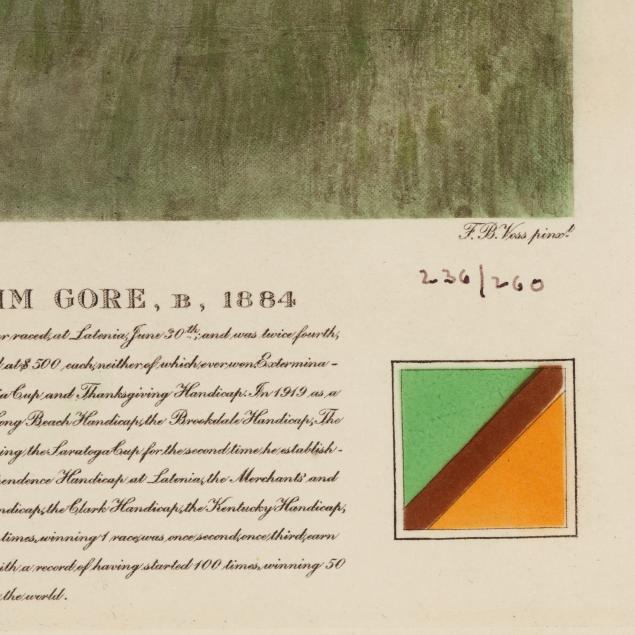 F. B. Voss pinxt.
236/260
IM GORE, B, 1884
r raced, at Latonia, June 30th; and was twice fourth,
at $500 each, neither of which ever won. Extermina-
Cup and Thanksgiving Handicap. In 1919 as a
ong Beach Handicap, the Brookdale Handicap, The
ing the Saratoga Cup for the second time he establish-
endence Handicap at Latonia, the Merchants' and
ndicap, the Clark Handicap, the Kentucky Handicap,
times, winning 1 race, was once second, once third, earn
ith a record of having started 100 times, winning 50
the world.